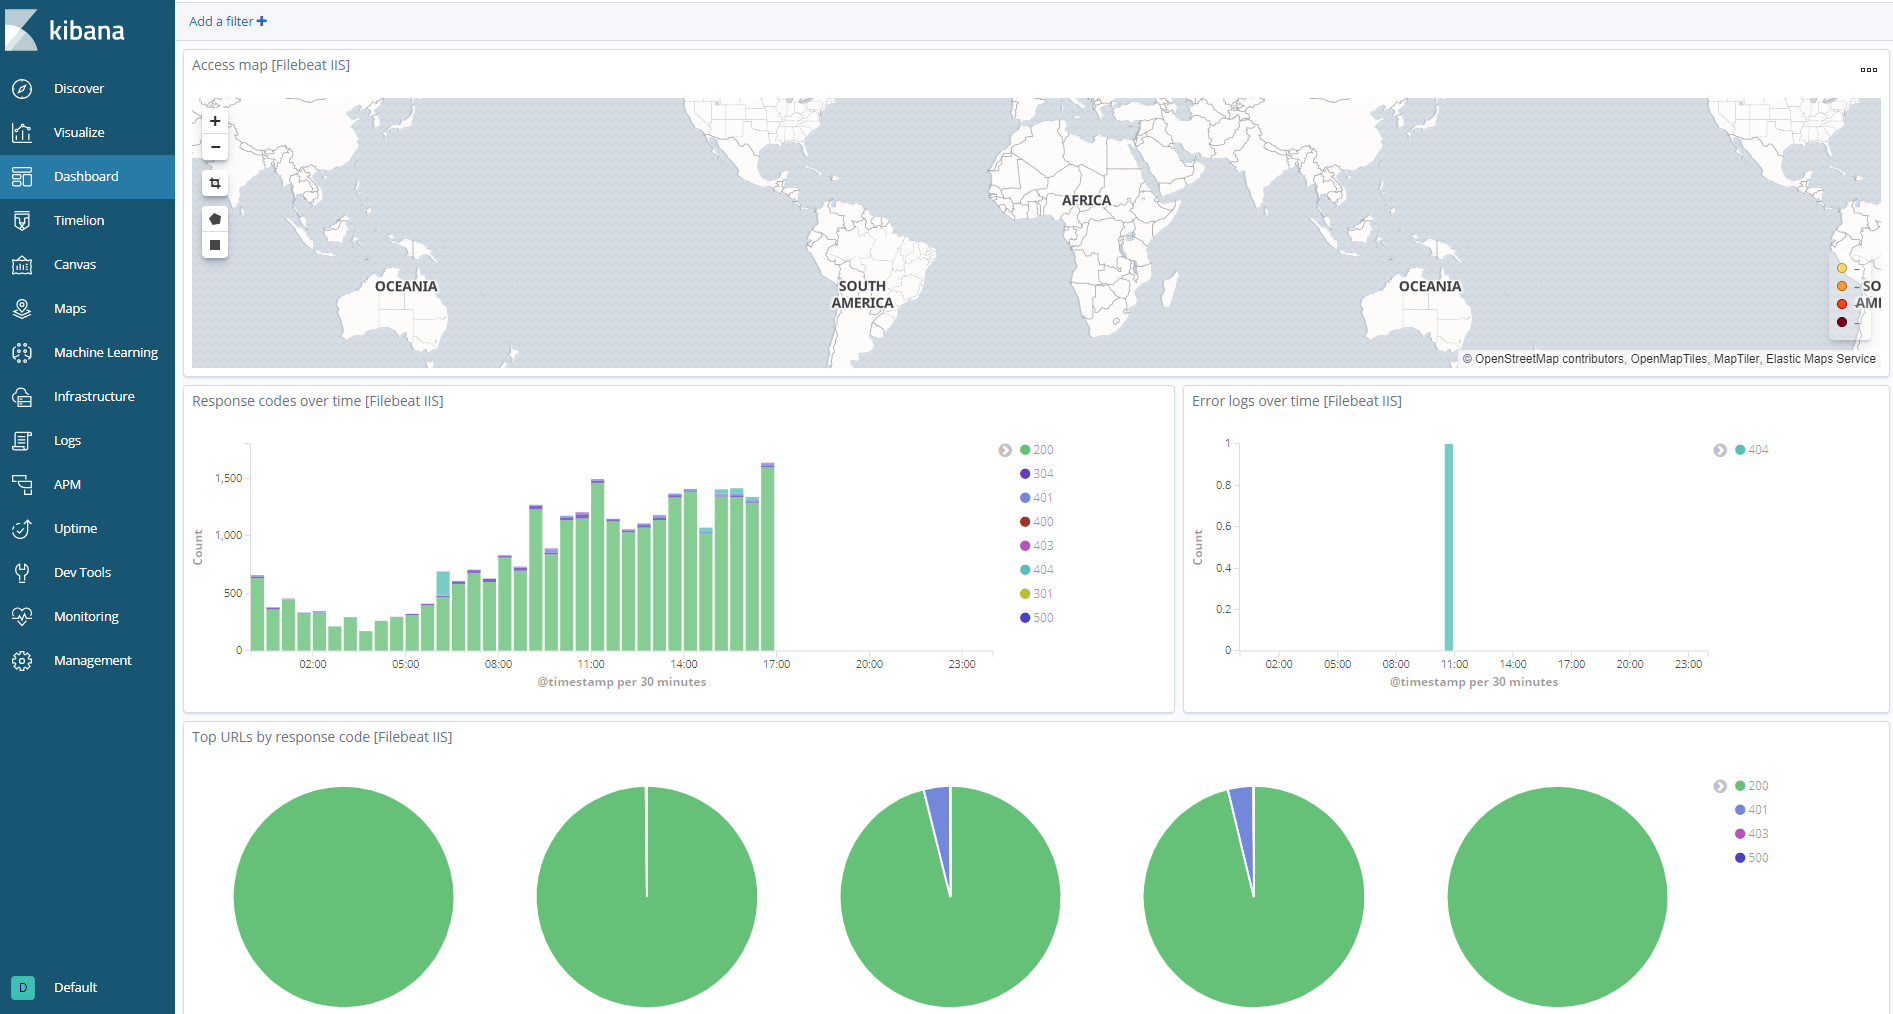 kibana
Discover
Visualize
Dashboard
Timelion
Canvas
Maps
Machine Learning
Infrastructure
Logs
APM
Uptime
Dev Tools
Monitoring
Management
D
Default
Add a filter +
Access map [Filebeat IIS]
+
−
AFRICA
OCEANIA
SOUTH
AMERICA
OCEANIA
–
– SO
– AMI
–
© OpenStreetMap contributors, OpenMapTiles, MapTiler, Elastic Maps Service
Response codes over time [Filebeat IIS]
Count
1,500
1,000
500
0
02:00 05:00 08:00 11:00 14:00 17:00 20:00 23:00
@timestamp per 30 minutes
200
304
401
400
403
404
301
500
Error logs over time [Filebeat IIS]
Count
1
0.8
0.6
0.4
0.2
0
02:00 05:00 08:00 11:00 14:00 17:00 20:00 23:00
@timestamp per 30 minutes
404
Top URLs by response code [Filebeat IIS]
200
401
403
500